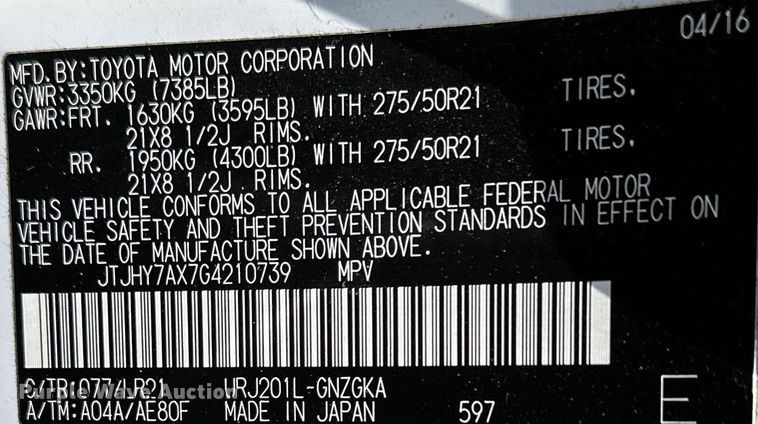 04/16
MFD.BY:TOYOTA MOTOR CORPORATION
GVWR:3350KG (7385LB)
GAWR:FRT. 1630KG (3595LB) WITH 275/50R21 TIRES.
21X8 1/2J RIMS.
RR. 1950KG (4300LB) WITH 275/50R21 TIRES.
21X8 1/2J RIMS.
THIS VEHICLE CONFORMS TO ALL APPLICABLE FEDERAL MOTOR
VEHICLE SAFETY AND THEFT PREVENTION STANDARDS IN EFFECT ON
THE DATE OF MANUFACTURE SHOWN ABOVE.
JTJHY7AX7G4210739 MPV
C/TR:077/LR21 URJ201L-GNZGKA
Purple Wave Auction
A/TM:A04A/AE80F MADE IN JAPAN 597 E